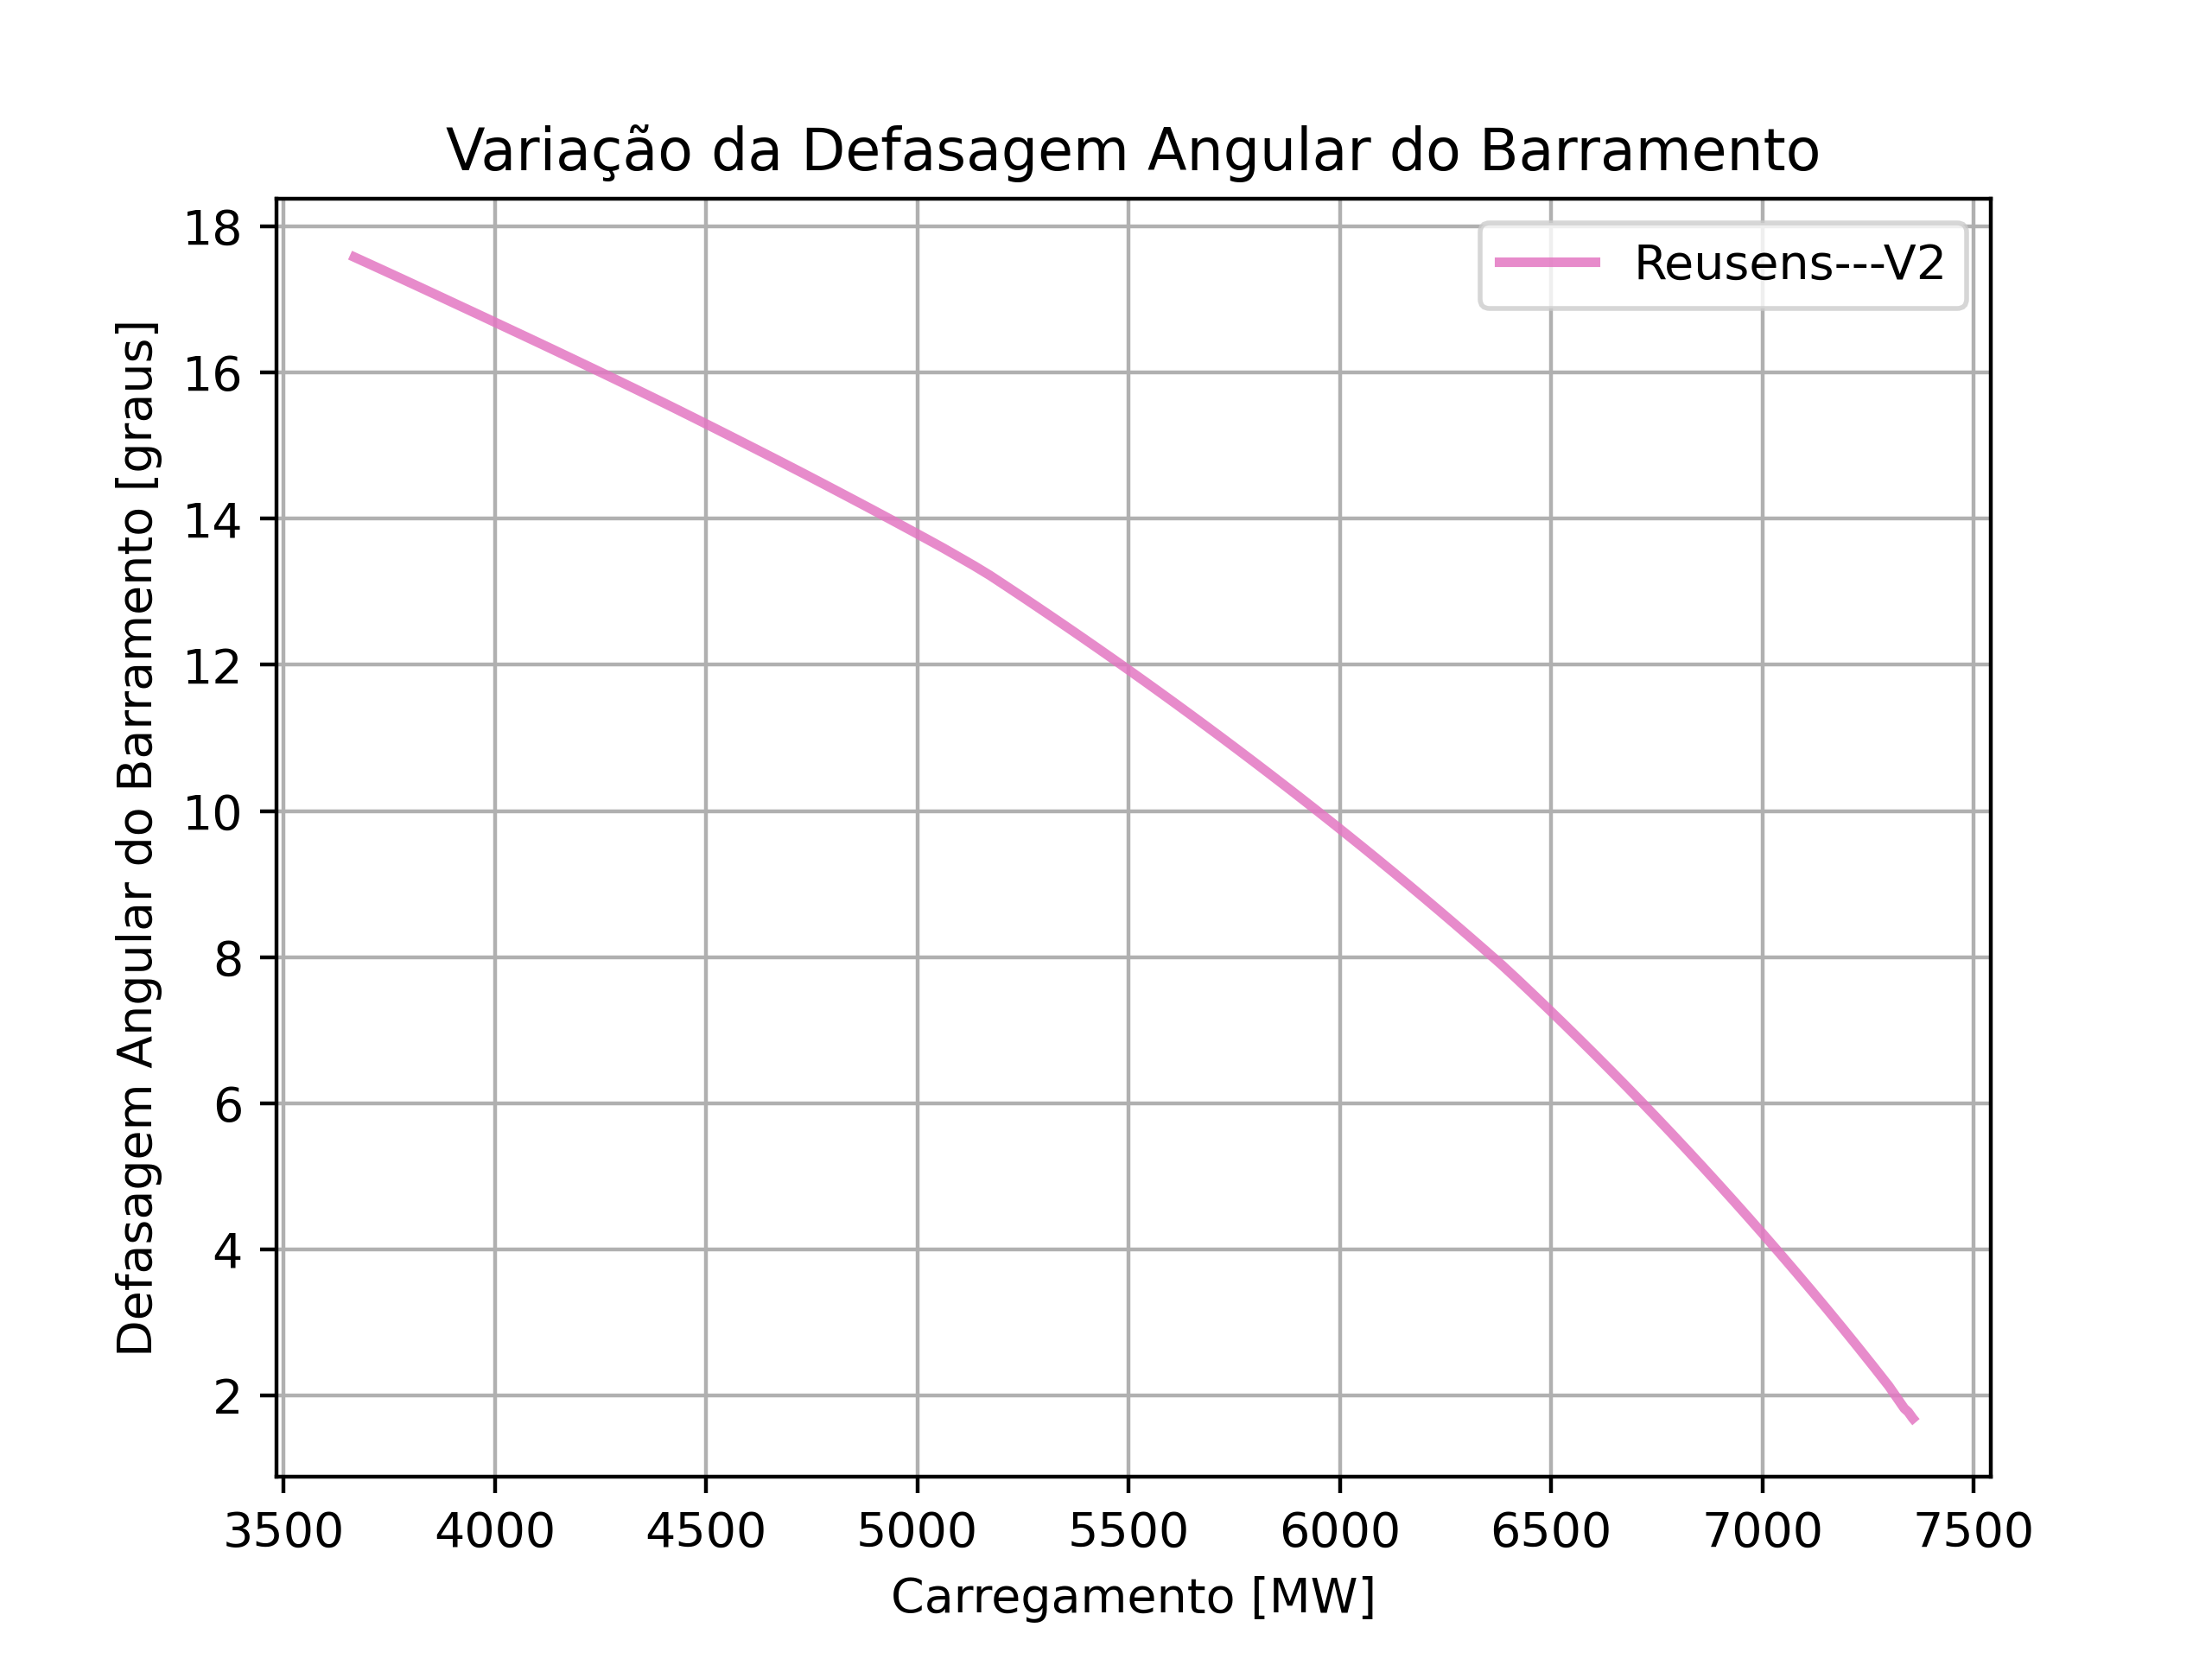 Variação da Defasagem Angular do Barramento
Reusens---V2
Defasagem Angular do Barramento [graus]
18
16
14
12
10
8
6
4
2
3500 4000 4500 5000 5500 6000 6500 7000 7500
Carregamento [MW]